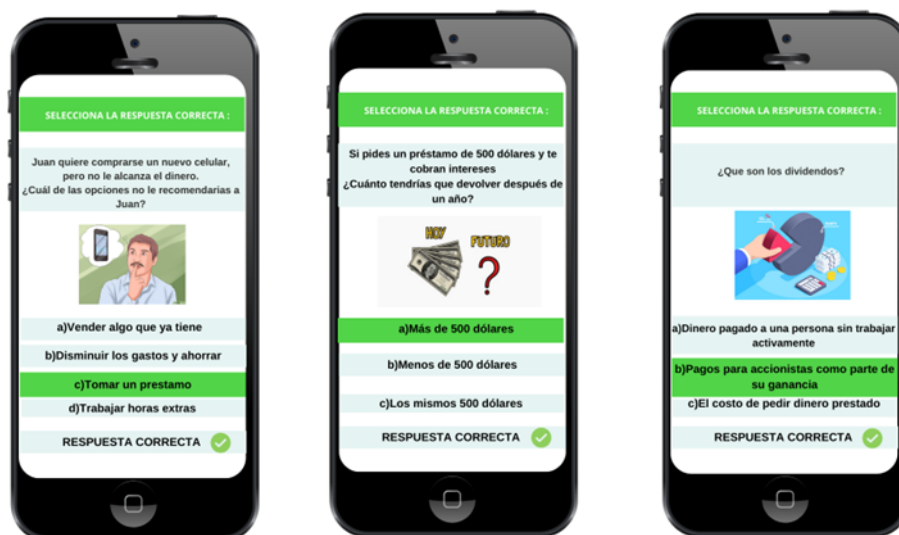 SELECCIONA LA RESPUESTA CORRECTA :
Juan quiere comprarse un nuevo celular,
pero no le alcanza el dinero.
¿Cuál de las opciones no le recomendarias a
Juan?
a)Vender algo que ya tiene
b)Disminuir los gastos y ahorrar
c)Tomar un prestamo
d)Trabajar horas extras
RESPUESTA CORRECTA
SELECCIONA LA RESPUESTA CORRECTA :
Si pides un préstamo de 500 dólares y te
cobran intereses
¿Cuánto tendrías que devolver después de
un año?
HOY
FUTURO
?
a)Más de 500 dólares
b)Menos de 500 dólares
c)Los mismos 500 dólares
RESPUESTA CORRECTA
SELECCIONA LA RESPUESTA CORRECTA :
¿Que son los dividendos?
a)Dinero pagado a una persona sin trabajar
activamente
b)Pagos para accionistas como parte de
su ganancia
c)El costo de pedir dinero prestado
RESPUESTA CORRECTA